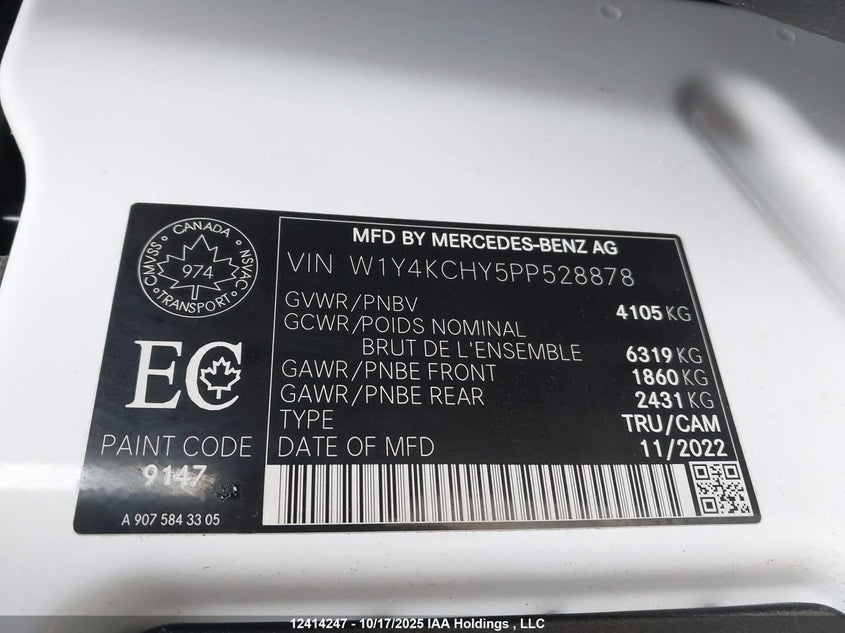 CANADA
CMVSS
NSVAC
974
TRANSPORT
EC
PAINT CODE
9147
A 907 584 33 05
MFD BY MERCEDES-BENZ AG
VIN W1Y4KCHY5PP528878
GVWR/PNBV 4105 KG
GCWR/POIDS NOMINAL
BRUT DE L'ENSEMBLE 6319 KG
GAWR/PNBE FRONT 1860 KG
GAWR/PNBE REAR 2431 KG
TYPE TRU/CAM
DATE OF MFD 11/2022
12414247 - 10/17/2025 IAA Holdings , LLC